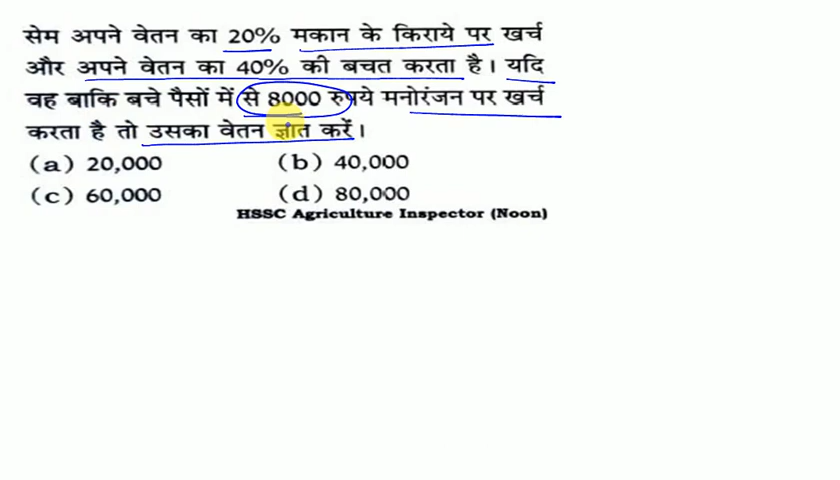 सेम अपने वेतन का 20% मकान के किराये पर खर्च
और अपने वेतन का 40% की बचत करता है। यदि
वह बाकि बचे पैसों में से 8000 रुपये मनोरंजन पर खर्च
करता है तो उसका वेतन ज्ञात करें।
(a) 20,000 (b) 40,000
(c) 60,000 (d) 80,000
HSSC Agriculture Inspector (Noon)